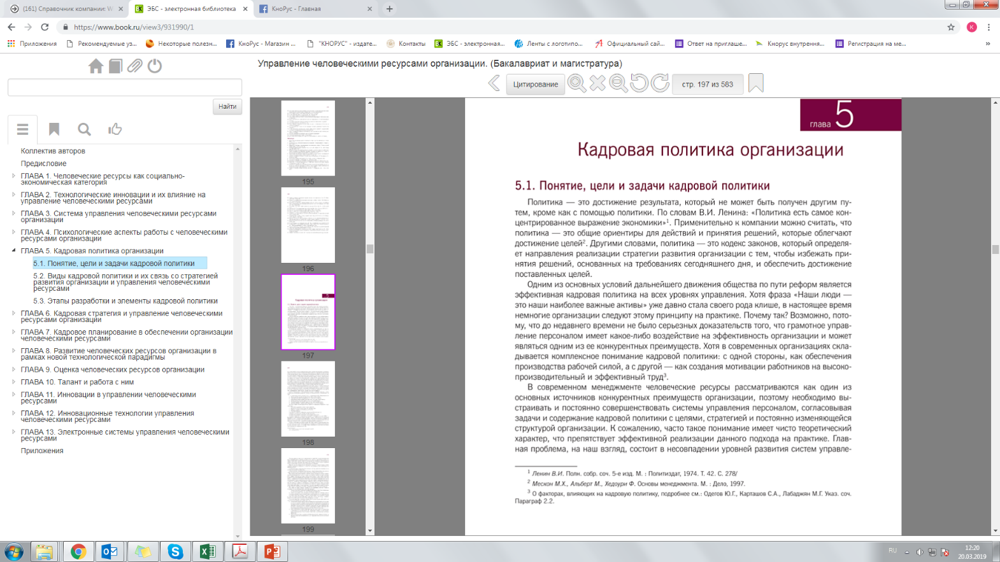 (161) Справочник компании: W
ЭБС - электронная библиотека
КноРус - Главная
https://www.book.ru/view3/931990/1
K
Приложения
Рекомендуемые уз...
Некоторые полезн...
КноРус - Магазин ...
"КНОРУС" - издате...
Контакты
ЭБС - электронная...
Ленты с логотипо...
Официальный сай...
Ответ на приглаше...
Кнорус внутрення...
Регистрация на ме...
»
Найти
Коллектив авторов
Предисловие
ГЛАВА 1. Человеческие ресурсы как социально-
экономическая категория
ГЛАВА 2. Технологические инновации и их влияние на
управление человеческими ресурсами
ГЛАВА 3. Система управления человеческими ресурсами
организации
ГЛАВА 4. Психологические аспекты работы с человеческими
ресурсами организации
ГЛАВА 5. Кадровая политика организации
5.1. Понятие, цели и задачи кадровой политики
5.2. Виды кадровой политики и их связь со стратегией
развития организации и управления человеческими
ресурсами
5.3. Этапы разработки и элементы кадровой политики
ГЛАВА 6. Кадровая стратегия и управление человеческими
ресурсами организации
ГЛАВА 7. Кадровое планирование в обеспечении организации
человеческими ресурсами
ГЛАВА 8. Развитие человеческих ресурсов организации в
рамках новой технологической парадигмы
ГЛАВА 9. Оценка человеческих ресурсов организации
ГЛАВА 10. Талант и работа с ним
ГЛАВА 11. Инновации в управлении человеческими
ресурсами
ГЛАВА 12. Инновационные технологии управления
человеческими ресурсами
ГЛАВА 13. Электронные системы управления человеческими
ресурсами
Приложения
Управление человеческими ресурсами организации. (Бакалавриат и магистратура)
Цитирование
стр. 197 из 583
195
196
197
198
199
глава 5
Кадровая политика организации
5.1. Понятие, цели и задачи кадровой политики
Политика — это достижение результата, который не может быть получен другим пу-
тем, кроме как с помощью политики. По словам В.И. Ленина: «Политика есть самое кон-
центрированное выражение экономики»1. Применительно к компании можно считать, что
политика — это общие ориентиры для действий и принятия решений, которые облегчают
достижение целей2. Другими словами, политика — это кодекс законов, который определя-
ет направления реализации стратегии развития организации с тем, чтобы избежать при-
нятия решений, основанных на требованиях сегодняшнего дня, и обеспечить достижение
поставленных целей.
Одним из основных условий дальнейшего движения общества по пути реформ является
эффективная кадровая политика на всех уровнях управления. Хотя фраза «Наши люди —
это наши наиболее важные активы» уже давно стала своего рода клише, в настоящее время
немногие организации следуют этому принципу на практике. Почему так? Возможно, пото-
му, что до недавнего времени не было серьезных доказательств того, что грамотное управ-
ление персоналом имеет какое-либо воздействие на эффективность организации и может
являться одним из ее конкурентных преимуществ. Хотя в современных организациях скла-
дывается комплексное понимание кадровой политики: с одной стороны, как обеспечения
производства рабочей силой, а с другой — как создания мотивации работников на высоко-
производительный и эффективный труд3.
В современном менеджменте человеческие ресурсы рассматриваются как один из
основных источников конкурентных преимуществ организации, поэтому необходимо вы-
страивать и постоянно совершенствовать системы управления персоналом, согласовывая
задачи и содержание кадровой политики с целями, стратегией и постоянно изменяющейся
структурой организации. К сожалению, часто такое понимание имеет чисто теоретический
характер, что препятствует эффективной реализации данного подхода на практике. Глав-
ная проблема, на наш взгляд, состоит в несовпадении уровней развития систем управле-
1 Ленин В.И. Полн. собр. соч. 5-е изд. М. : Политиздат, 1974. Т. 42. С. 278/
2 Мескон М.Х., Альберт М., Хедоури Ф. Основы менеджмента. М. : Дело, 1997.
3 О факторах, влияющих на кадровую политику, подробнее см.: Одегов Ю.Г., Карташов С.А., Лабаджян М.Г. Указ. соч.
Параграф 2.2.
RU
12:20
20.03.2019